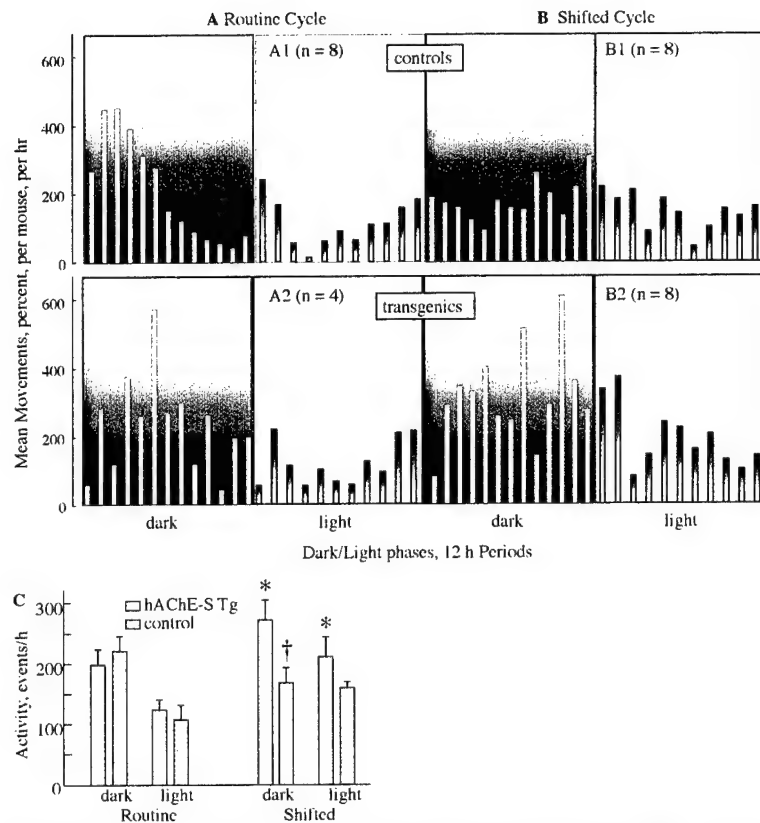 A Routine Cycle
B Shifted Cycle
600
400
200
0
A1 (n = 8)
controls
B1 (n = 8)
600
400
200
0
A2 (n = 4)
transgenics
B2 (n = 8)
Mean Movements, percent, per mouse, per hr
dark
light
dark
light
Dark/Light phases, 12 h Periods
C
hAChE-S Tg
control
300
200
100
0
Activity, events/h
*
†
*
dark
light
dark
light
Routine
Shifted